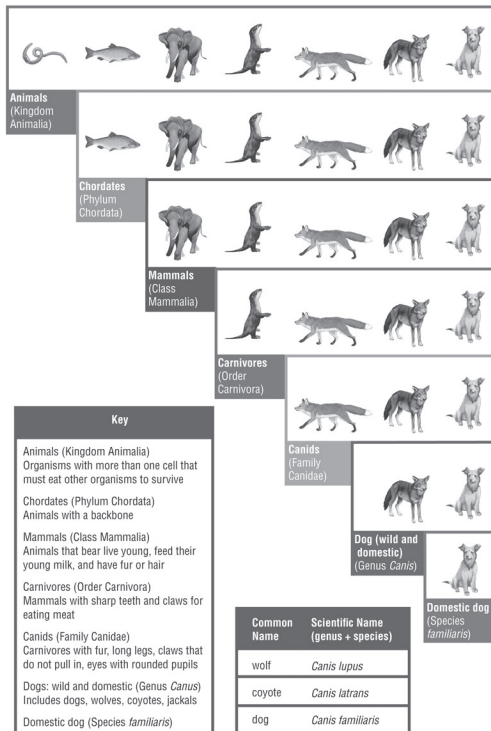 Animals
(Kingdom
Animalia)
Chordates
(Phylum
Chordata)
Mammals
(Class
Mammalia)
Carnivores
(Order
Carnivora)
Canids
(Family
Canidae)
Dog (wild and
domestic)
(Genus Canis)
Domestic dog
(Species
familiaris)
Key
Animals (Kingdom Animalia)
Organisms with more than one cell that
must eat other organisms to survive
Chordates (Phylum Chordata)
Animals with a backbone
Mammals (Class Mammalia)
Animals that bear live young, feed their
young milk, and have fur or hair
Carnivores (Order Carnivora)
Mammals with sharp teeth and claws for
eating meat
Canids (Family Canidae)
Carnivores with fur, long legs, claws that
do not pull in, eyes with rounded pupils
Dogs: wild and domestic (Genus Canus)
Includes dogs, wolves, coyotes, jackals
Domestic dog (Species familiaris)
Common Name
Scientific Name
(genus + species)
wolf
Canis lupus
coyote
Canis latrans
dog
Canis familiaris